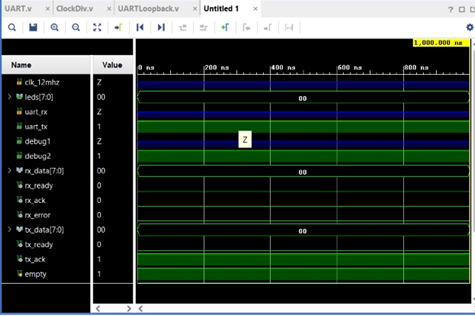 UART.v × ClockDiv.v × UARTLoopback.v × Untitled 1 ×
1,000.000 ns
Name Value 0 ns 200 ns 400 ns 600 ns 800 ns
clk_12mhz Z
leds[7:0] 00 00
uart_rx Z
uart_tx 1
debug1 Z Z
debug2 1
rx_data[7:0] 00 00
rx_ready 0
rx_ack 0
rx_error 0
tx_data[7:0] 00 00
tx_ready 0
tx_ack 1
empty 1